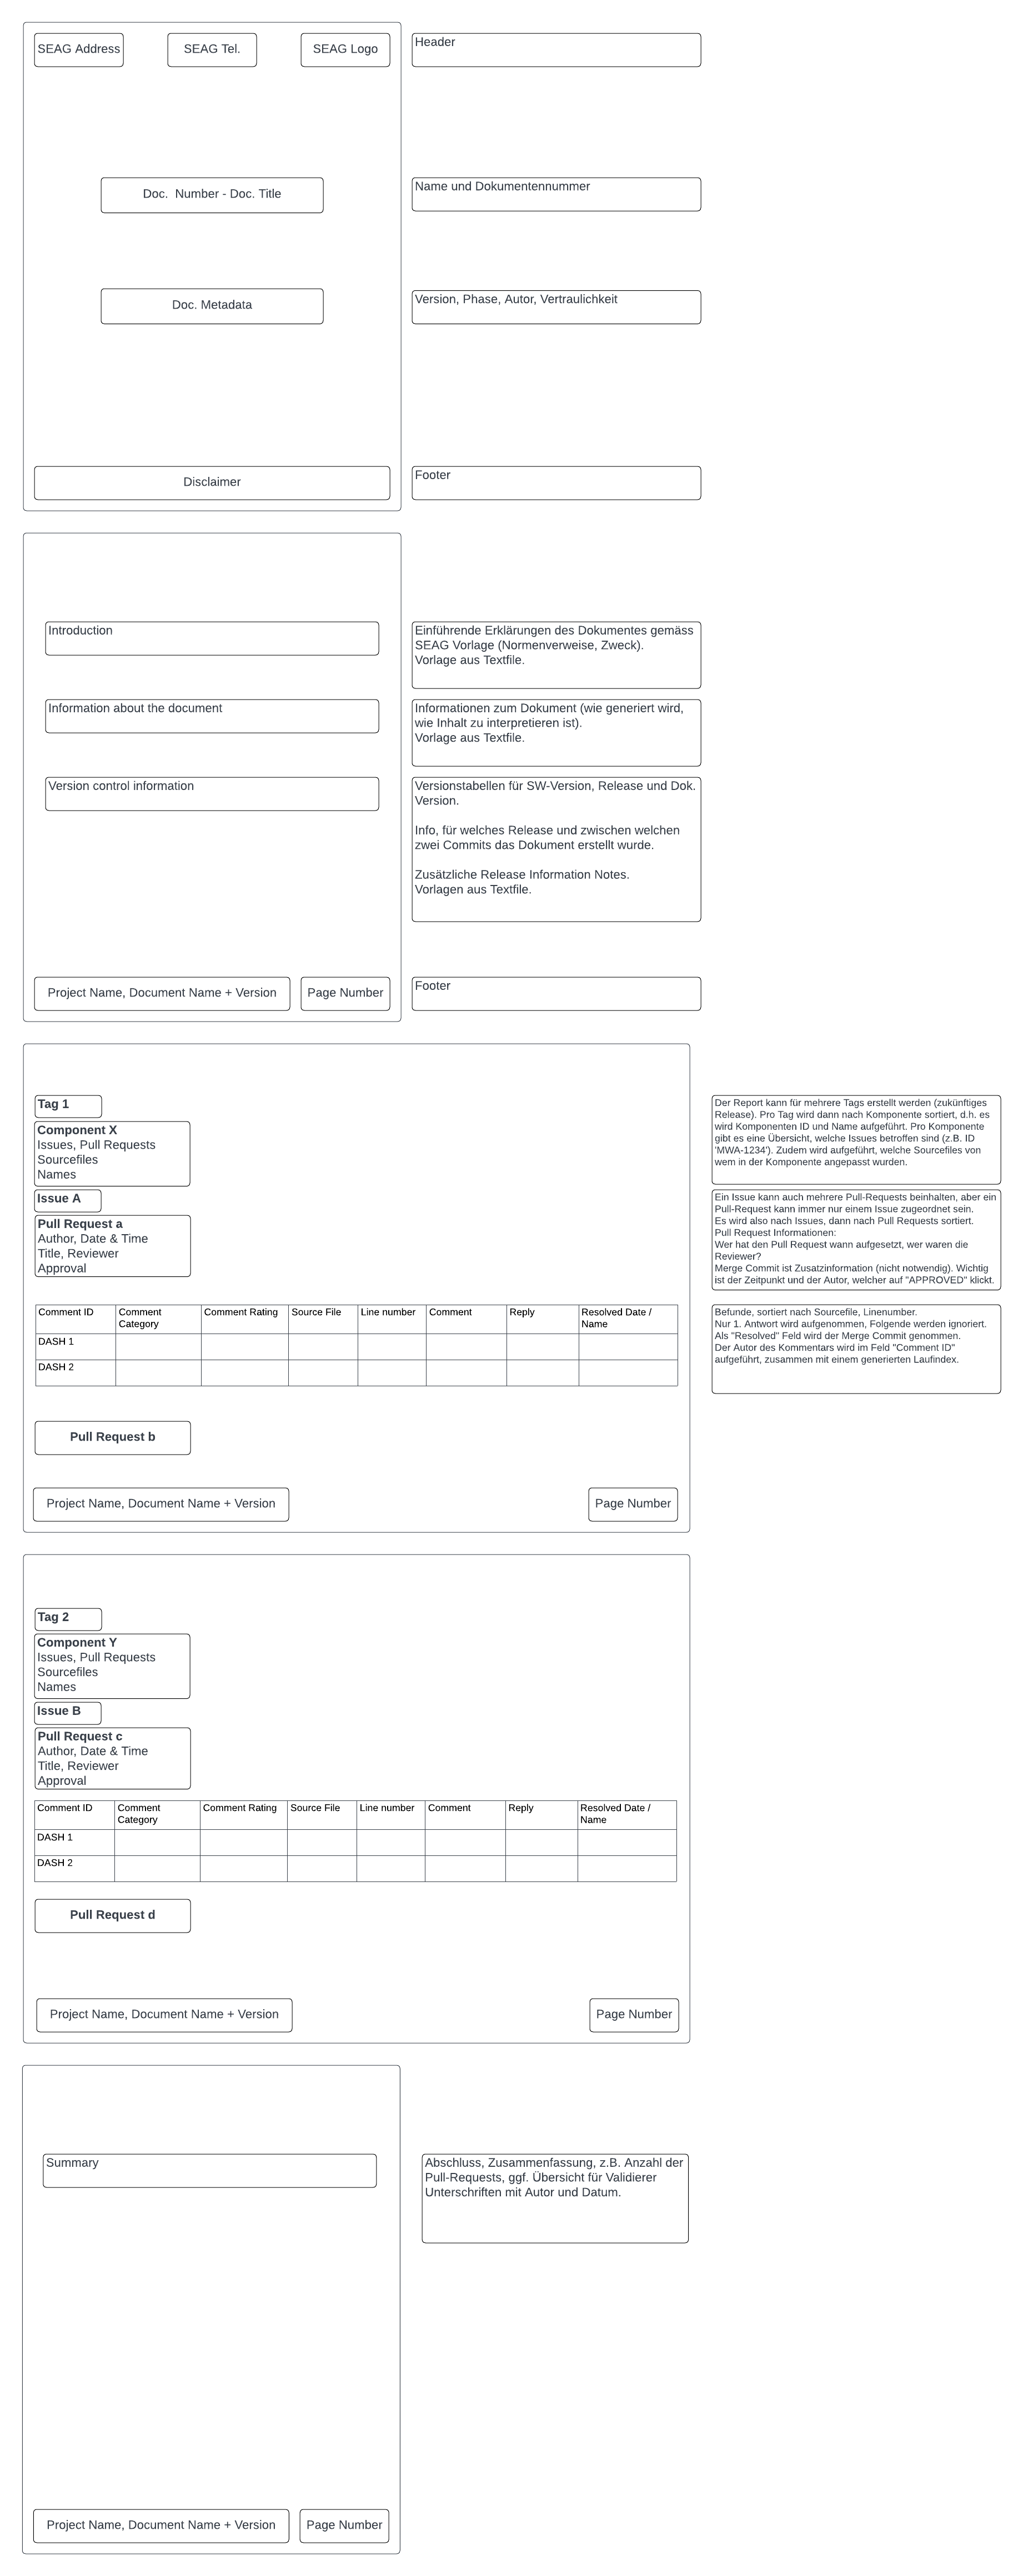 SEAG Address
SEAG Tel.
SEAG Logo
Header
Doc.  Number - Doc. Title
Name und Dokumentennummer
Doc. Metadata
Version, Phase, Autor, Vertraulichkeit
Disclaimer
Footer
Introduction
Einführende Erklärungen des Dokumentes gemäss
SEAG Vorlage (Normenverweise, Zweck).
Vorlage aus Textfile.
Information about the document
Informationen zum Dokument (wie generiert wird,
wie Inhalt zu interpretieren ist).
Vorlage aus Textfile.
Version control information
Versionstabellen für SW-Version, Release und Dok.
Version.
Info, für welches Release und zwischen welchen
zwei Commits das Dokument erstellt wurde.
Zusätzliche Release Information Notes.
Vorlagen aus Textfile.
Project Name, Document Name + Version
Page Number
Footer
Tag 1
Component X
Issues, Pull Requests
Sourcefiles
Names
Der Report kann für mehrere Tags erstellt werden (zukünftiges
Release). Pro Tag wird dann nach Komponente sortiert, d.h. es
wird Komponenten ID und Name aufgeführt. Pro Komponente
gibt es eine Übersicht, welche Issues betroffen sind (z.B. ID
'MWA-1234'). Zudem wird aufgeführt, welche Sourcefiles von
wem in der Komponente angepasst wurden.
Issue A
Pull Request a
Author, Date & Time
Title, Reviewer
Approval
Ein Issue kann auch mehrere Pull-Requests beinhalten, aber ein
Pull-Request kann immer nur einem Issue zugeordnet sein.
Es wird also nach Issues, dann nach Pull Requests sortiert.
Pull Request Informationen:
Wer hat den Pull Request wann aufgesetzt, wer waren die
Reviewer?
Merge Commit ist Zusatzinformation (nicht notwendig). Wichtig
ist der Zeitpunkt und der Autor, welcher auf "APPROVED" klickt.
Comment ID
Comment
Category
Comment Rating
Source File
Line number
Comment
Reply
Resolved Date /
Name
DASH 1
DASH 2
Befunde, sortiert nach Sourcefile, Linenumber.
Nur 1. Antwort wird aufgenommen, Folgende werden ignoriert.
Als "Resolved" Feld wird der Merge Commit genommen.
Der Autor des Kommentars wird im Feld "Comment ID"
aufgeführt, zusammen mit einem generierten Laufindex.
Pull Request b
Project Name, Document Name + Version
Page Number
Tag 2
Component Y
Issues, Pull Requests
Sourcefiles
Names
Issue B
Pull Request c
Author, Date & Time
Title, Reviewer
Approval
Comment ID
Comment
Category
Comment Rating
Source File
Line number
Comment
Reply
Resolved Date /
Name
DASH 1
DASH 2
Pull Request d
Project Name, Document Name + Version
Page Number
Summary
Abschluss, Zusammenfassung, z.B. Anzahl der
Pull-Requests, ggf. Übersicht für Validierer
Unterschriften mit Autor und Datum.
Project Name, Document Name + Version
Page Number